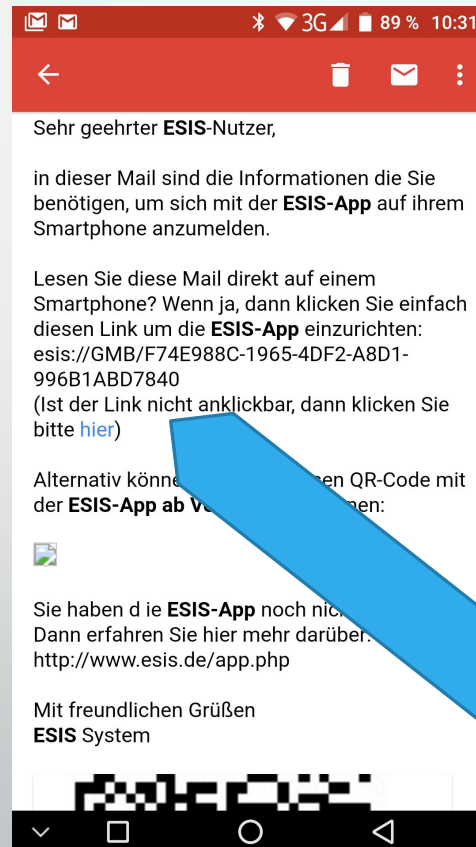 3G 89 % 10:31
Sehr geehrter ESIS-Nutzer,
in dieser Mail sind die Informationen die Sie
benötigen, um sich mit der ESIS-App auf ihrem
Smartphone anzumelden.
Lesen Sie diese Mail direkt auf einem
Smartphone? Wenn ja, dann klicken Sie einfach
diesen Link um die ESIS-App einzurichten:
esis://GMB/F74E988C-1965-4DF2-A8D1-
996B1ABD7840
(Ist der Link nicht anklickbar, dann klicken Sie
bitte hier)
Alternativ QR-Code mit
der ESIS-App ab
Sie haben d ie ESIS-App noch
Dann erfahren Sie hier mehr darüber:
http://www.esis.de/app.php
Mit freundlichen Grüßen
ESIS System